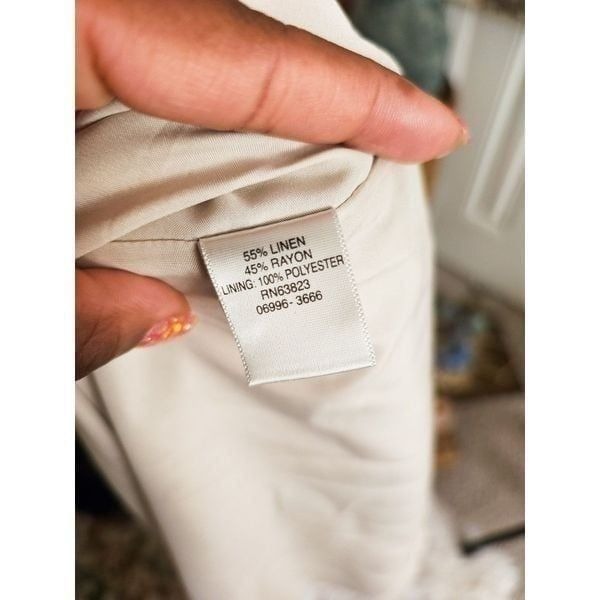 55% LINEN
45% RAYON
LINING: 100% POLYESTER
RN63823
06996-3666